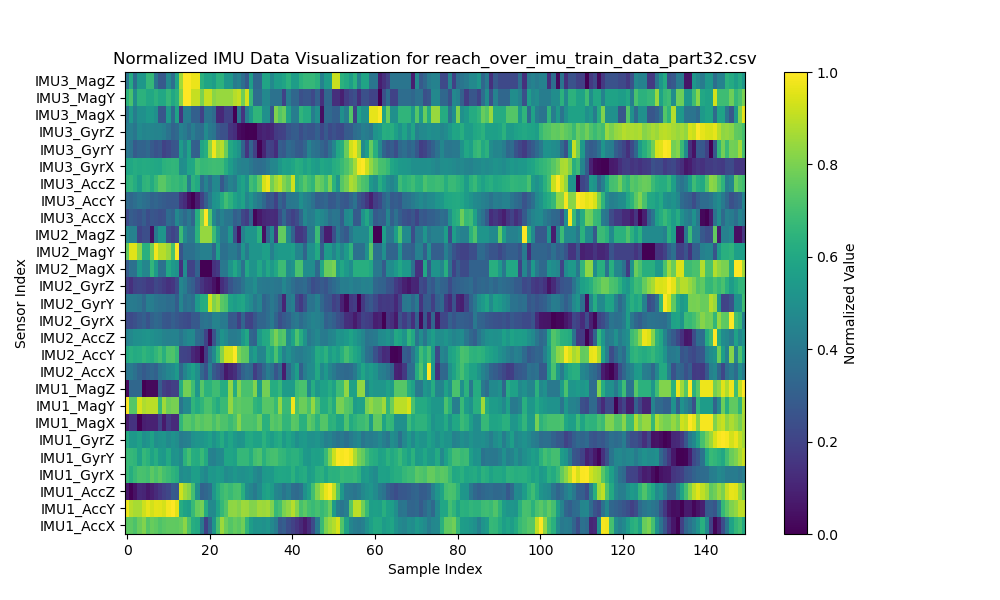 Normalized IMU Data Visualization for reach_over_imu_train_data_part32.csv
IMU3_MagZ
IMU3_MagY
IMU3_MagX
IMU3_GyrZ
IMU3_GyrY
IMU3_GyrX
IMU3_AccZ
IMU3_AccY
IMU3_AccX
IMU2_MagZ
IMU2_MagY
IMU2_MagX
IMU2_GyrZ
IMU2_GyrY
IMU2_GyrX
IMU2_AccZ
IMU2_AccY
IMU2_AccX
IMU1_MagZ
IMU1_MagY
IMU1_MagX
IMU1_GyrZ
IMU1_GyrY
IMU1_GyrX
IMU1_AccZ
IMU1_AccY
IMU1_AccX
Sensor Index
0 20 40 60 80 100 120 140
Sample Index
1.0
0.8
0.6
0.4
0.2
0.0
Normalized Value